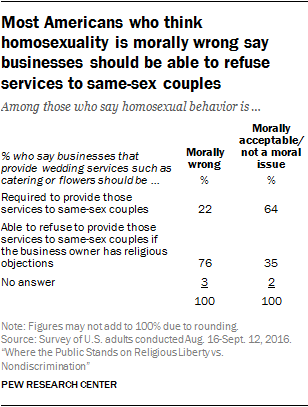 Most Americans who think
homosexuality is morally wrong say
businesses should be able to refuse
services to same-sex couples
Among those who say homosexual behavior is ...
% who say businesses that
provide wedding services such as
catering or flowers should be ...
Morally
wrong
Morally
acceptable/
not a moral
issue
% %
Required to provide those
services to same-sex couples 22 64
Able to refuse to provide those
services to same-sex couples if
the business owner has religious
objections 76 35
No answer 3 2
100 100
Note: Figures may not add to 100% due to rounding.
Source: Survey of U.S. adults conducted Aug. 16-Sept. 12, 2016.
“Where the Public Stands on Religious Liberty vs.
Nondiscrimination”
PEW RESEARCH CENTER